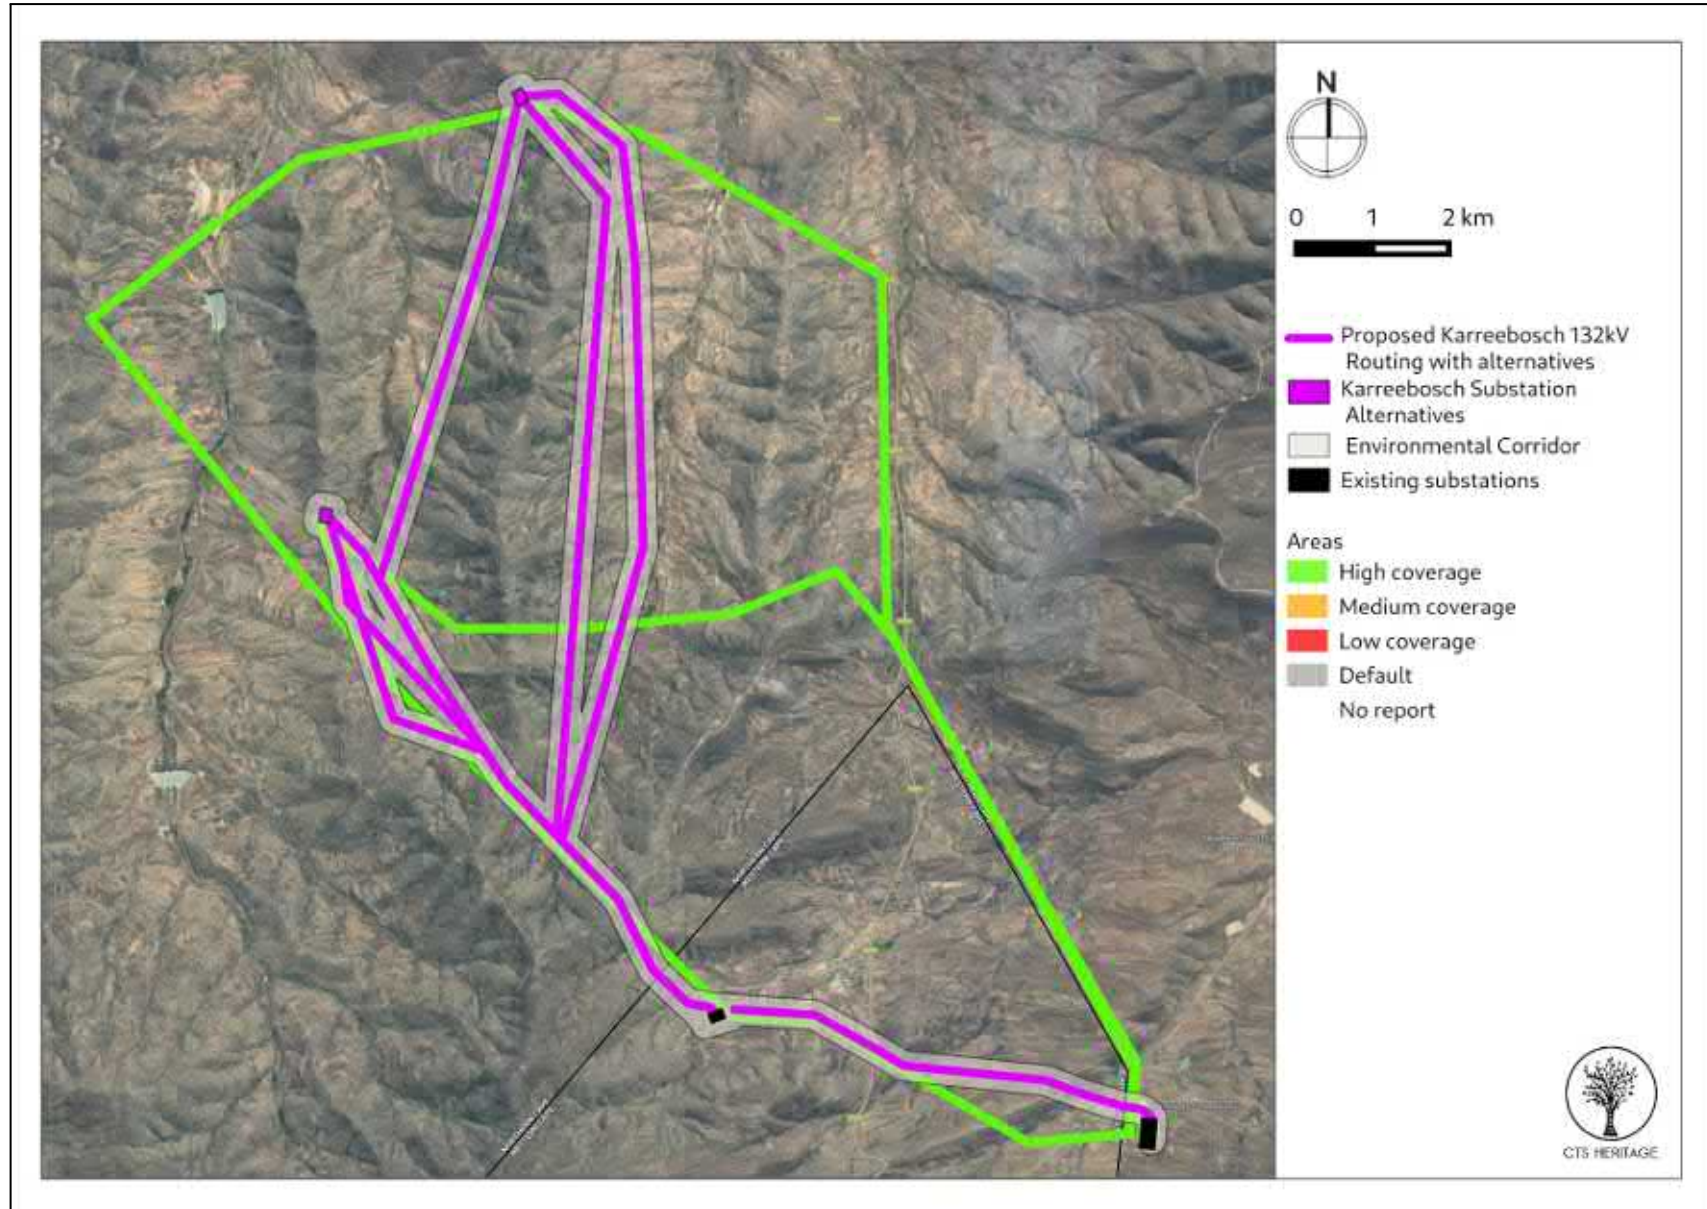 N
0 1 2 km
Proposed Karreebosch 132kV
Routing with alternatives
Karreebosch Substation
Alternatives
Environmental Corridor
Existing substations
Areas
High coverage
Medium coverage
Low coverage
Default
No report
CTS HERITAGE